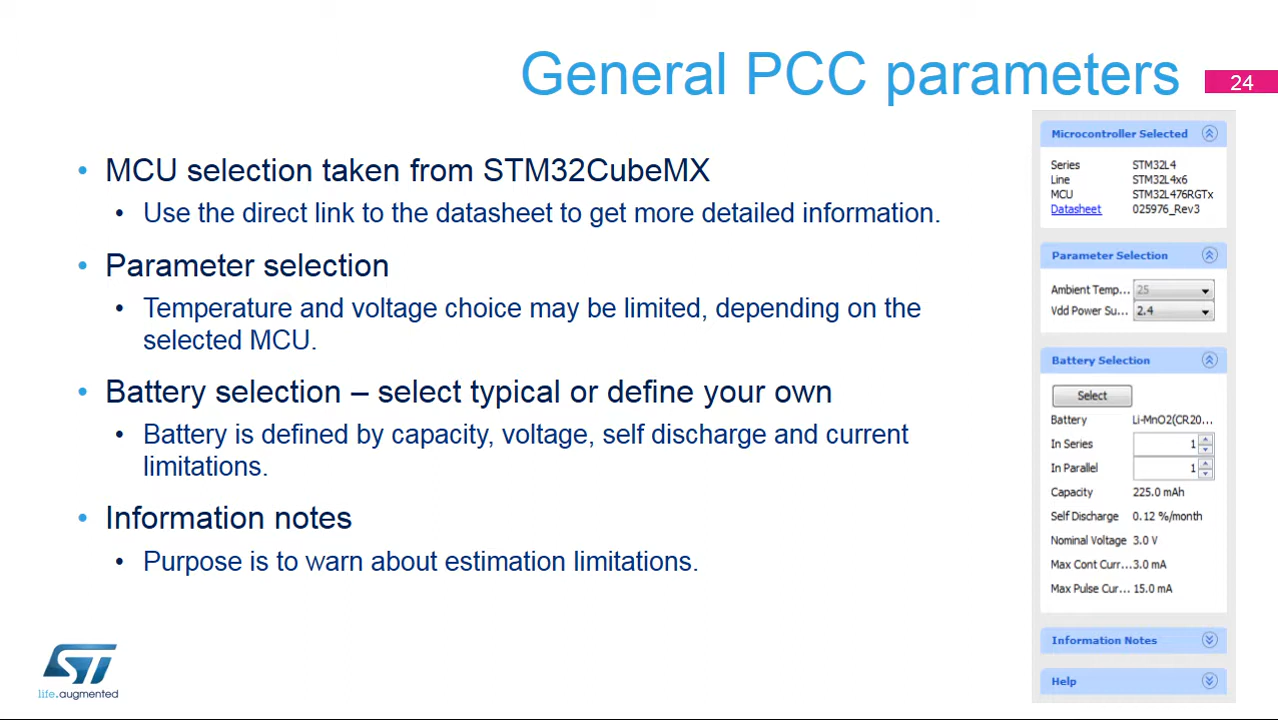 General PCC parameters
24
• MCU selection taken from STM32CubeMX
• Use the direct link to the datasheet to get more detailed information.
• Parameter selection
• Temperature and voltage choice may be limited, depending on the
selected MCU.
• Battery selection – select typical or define your own
• Battery is defined by capacity, voltage, self discharge and current
limitations.
• Information notes
• Purpose is to warn about estimation limitations.
Microcontroller Selected
Series STM32L4
Line STM32L4x6
MCU STM32L476RGTx
Datasheet 025976_Rev3
Parameter Selection
Ambient Temp... 25
Vdd Power Su... 2.4
Battery Selection
Select
Battery Li-MnO2(CR20...
In Series 1
In Parallel 1
Capacity 225.0 mAh
Self Discharge 0.12 %/month
Nominal Voltage 3.0 V
Max Cont Curr... 3.0 mA
Max Pulse Cur... 15.0 mA
Information Notes
Help
ST
life.augmented